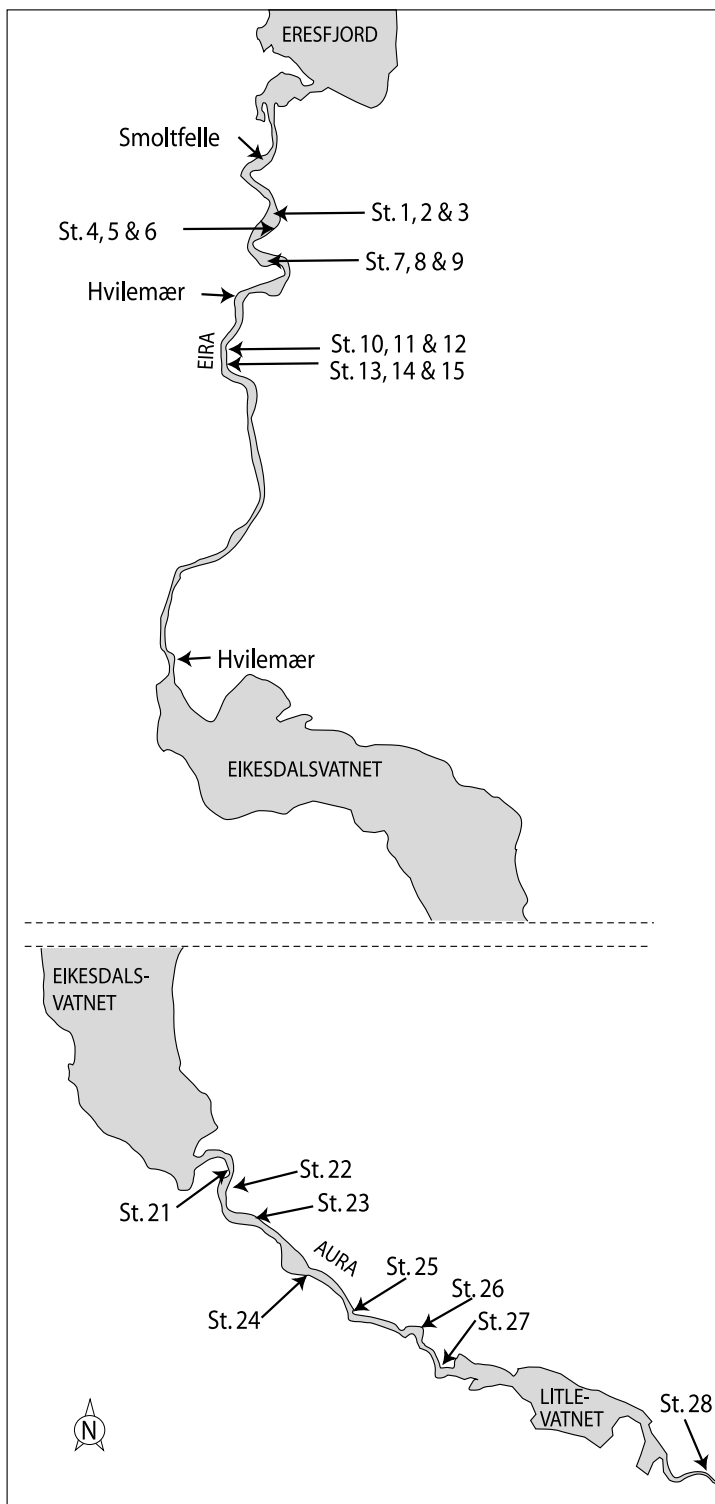 ERESFJORD
Smoltfelle
St. 1, 2 & 3
St. 4, 5 & 6
St. 7, 8 & 9
Hvilemær
EIRA
St. 10, 11 & 12
St. 13, 14 & 15
Hvilemær
EIKESDALSVATNET
EIKESDALS-
VATNET
St. 22
St. 21
St. 23
AURA
St. 25
St. 24
St. 26
St. 27
LITLE-
VATNET
St. 28
N